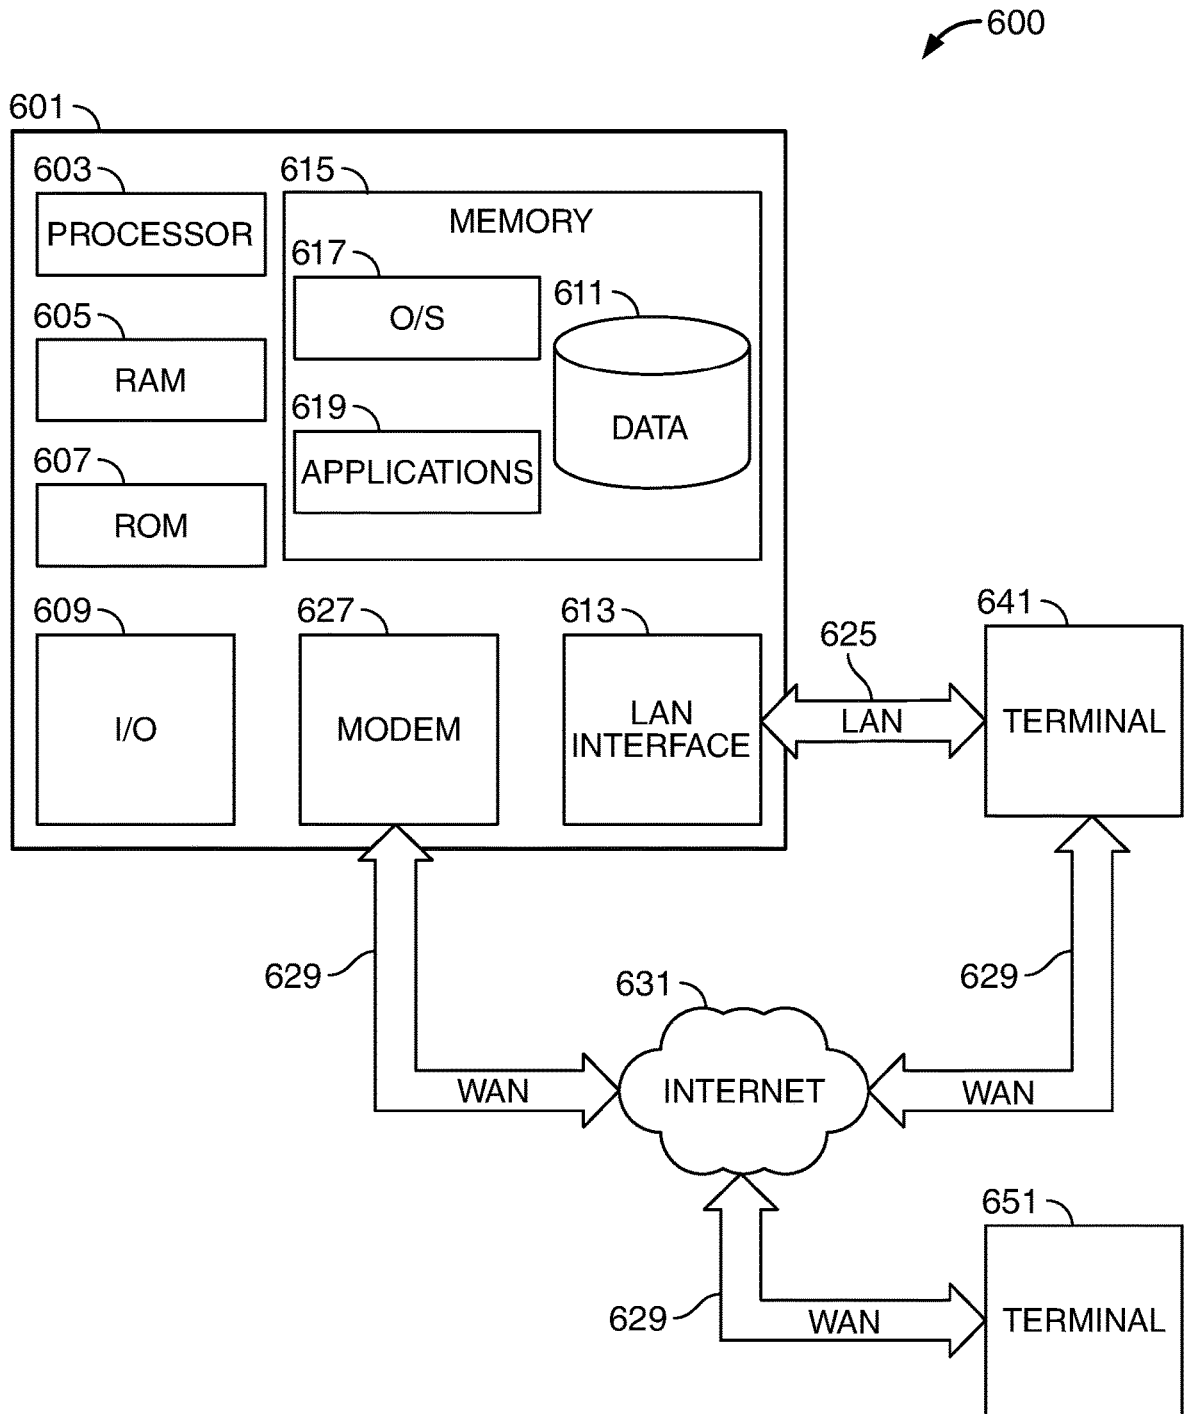 600
601
603
PROCESSOR
615
MEMORY
617
O/S
611
DATA
605
RAM
619
APPLICATIONS
607
ROM
609
I/O
627
MODEM
613
LAN
INTERFACE
625
LAN
641
TERMINAL
629
WAN
631
INTERNET
629
WAN
629
WAN
651
TERMINAL